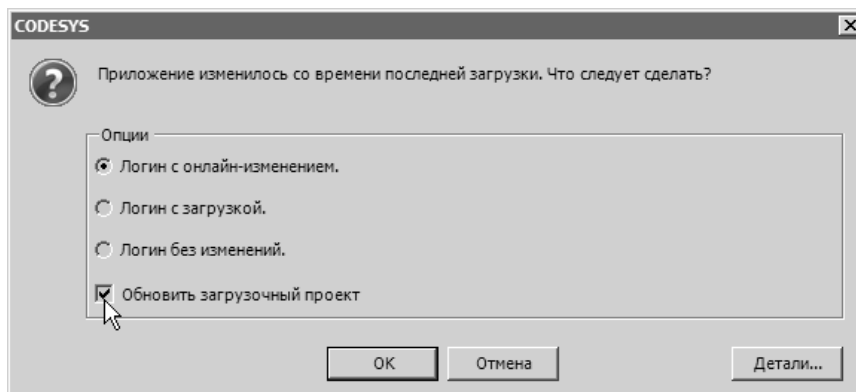 CODESYS
Приложение изменилось со времени последней загрузки. Что следует сделать?
Опции
Логин с онлайн-изменением.
Логин с загрузкой.
Логин без изменений.
Обновить загрузочный проект
OK
Отмена
Детали...